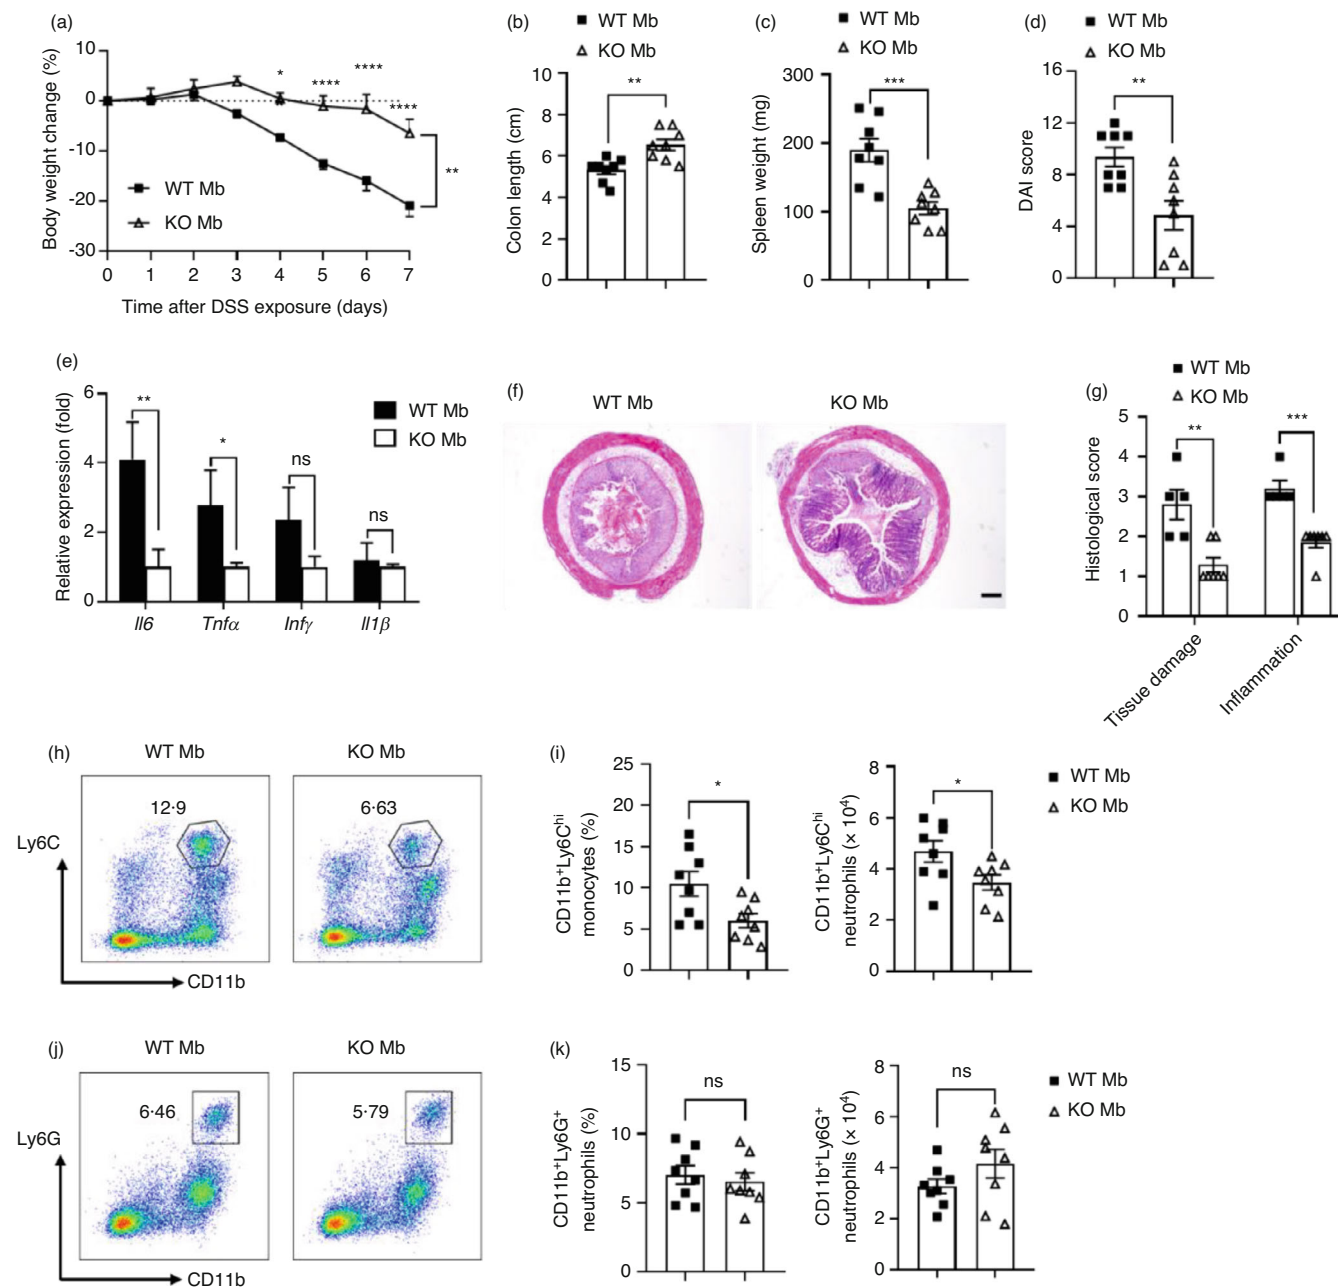 (a)
Body weight change (%)
10
0
-10
-20
-30
* **** **** ****
**
WT Mb
KO Mb
0 1 2 3 4 5 6 7
Time after DSS exposure (days)
(b)
WT Mb
KO Mb
Colon length (cm)
10
8
6
4
2
0
**
(c)
WT Mb
KO Mb
Spleen weight (mg)
300
200
100
0
***
(d)
WT Mb
KO Mb
DAI score
16
12
8
4
0
**
(e)
Relative expression (fold)
6
4
2
0
** * ns ns
WT Mb
KO Mb
Il6 Tnfα Infγ Il1β
(f)
WT Mb KO Mb
(g)
WT Mb
KO Mb
Histological score
5
4
3
2
1
0
** ***
Tissue damage
Inflammation
(h)
WT Mb KO Mb
12·9 6·63
Ly6C
CD11b
(i)
CD11b+Ly6Chi
monocytes (%)
25
20
15
10
5
0
*
CD11b+Ly6Chi
neutrophils (× 104)
8
6
4
2
0
*
WT Mb
KO Mb
(j)
WT Mb KO Mb
6·46 5·79
Ly6G
CD11b
(k)
CD11b+Ly6G+
neutrophils (%)
15
10
5
0
ns
CD11b+Ly6G+
neutrophils (× 104)
8
6
4
2
0
ns
WT Mb
KO Mb